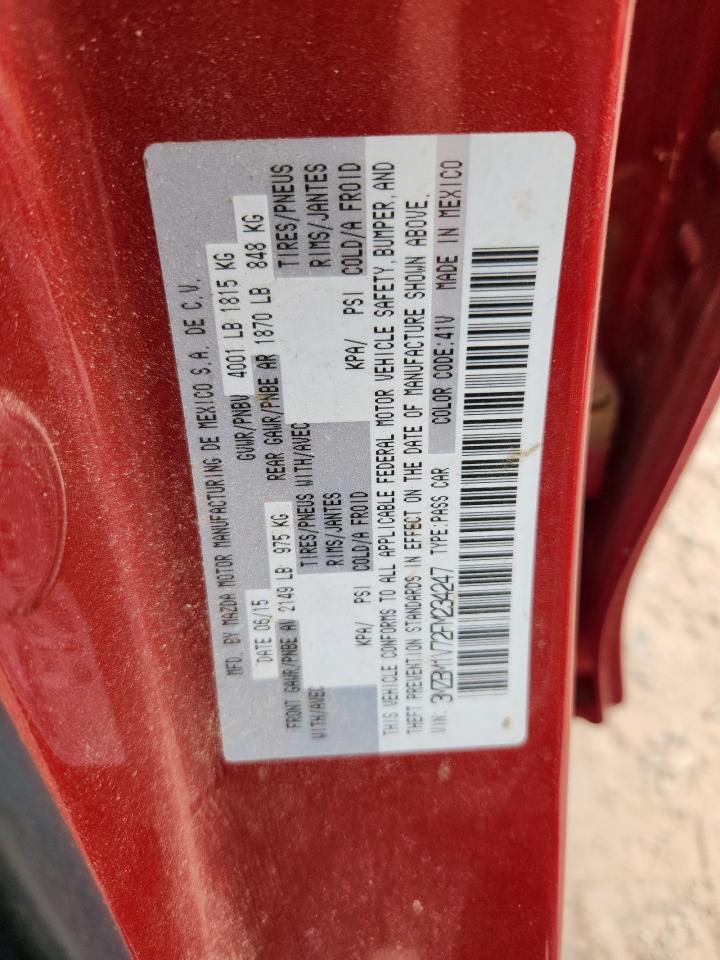 MFD. BY MAZDA MOTOR MANUFACTURING DE MEXICO S.A. DE C.V.
DATE 06/15 GVWR/PNBV 4001 LB 1815 KG
FRONT GAWR/PNBE AV 2149 LB 975 KG REAR GAWR/PNBE AR 1870 LB 848 KG
WITH/AVEC TIRES/PNEUS WITH/AVEC TIRES/PNEUS
RIMS/JANTES RIMS/JANTES
KPA/ PSI COLD/A FROID KPA/ PSI COLD/A FROID
THIS VEHICLE CONFORMS TO ALL APPLICABLE FEDERAL MOTOR VEHICLE SAFETY, BUMPER, AND
THEFT PREVENTION STANDARDS IN EFFECT ON THE DATE OF MANUFACTURE SHOWN ABOVE.
VIN: 3MZBM1V72FM234247 TYPE:PASS CAR COLOR CODE:41V MADE IN MEXICO